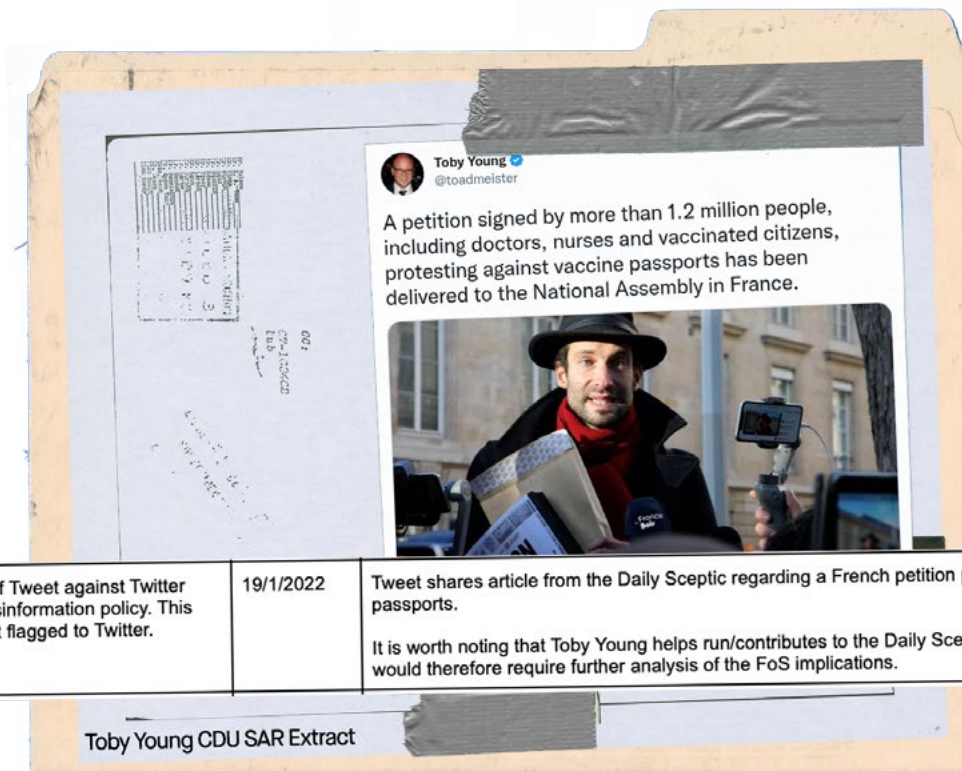 Toby Young
@toadmeister
A petition signed by more than 1.2 million people,
including doctors, nurses and vaccinated citizens,
protesting against vaccine passports has been
delivered to the National Assembly in France.
France
Soir
f Tweet against Twitter
sinformation policy. This
t flagged to Twitter.
19/1/2022
Tweet shares article from the Daily Sceptic regarding a French petition p
passports.
It is worth noting that Toby Young helps run/contributes to the Daily Sce
would therefore require further analysis of the FoS implications.
Toby Young CDU SAR Extract